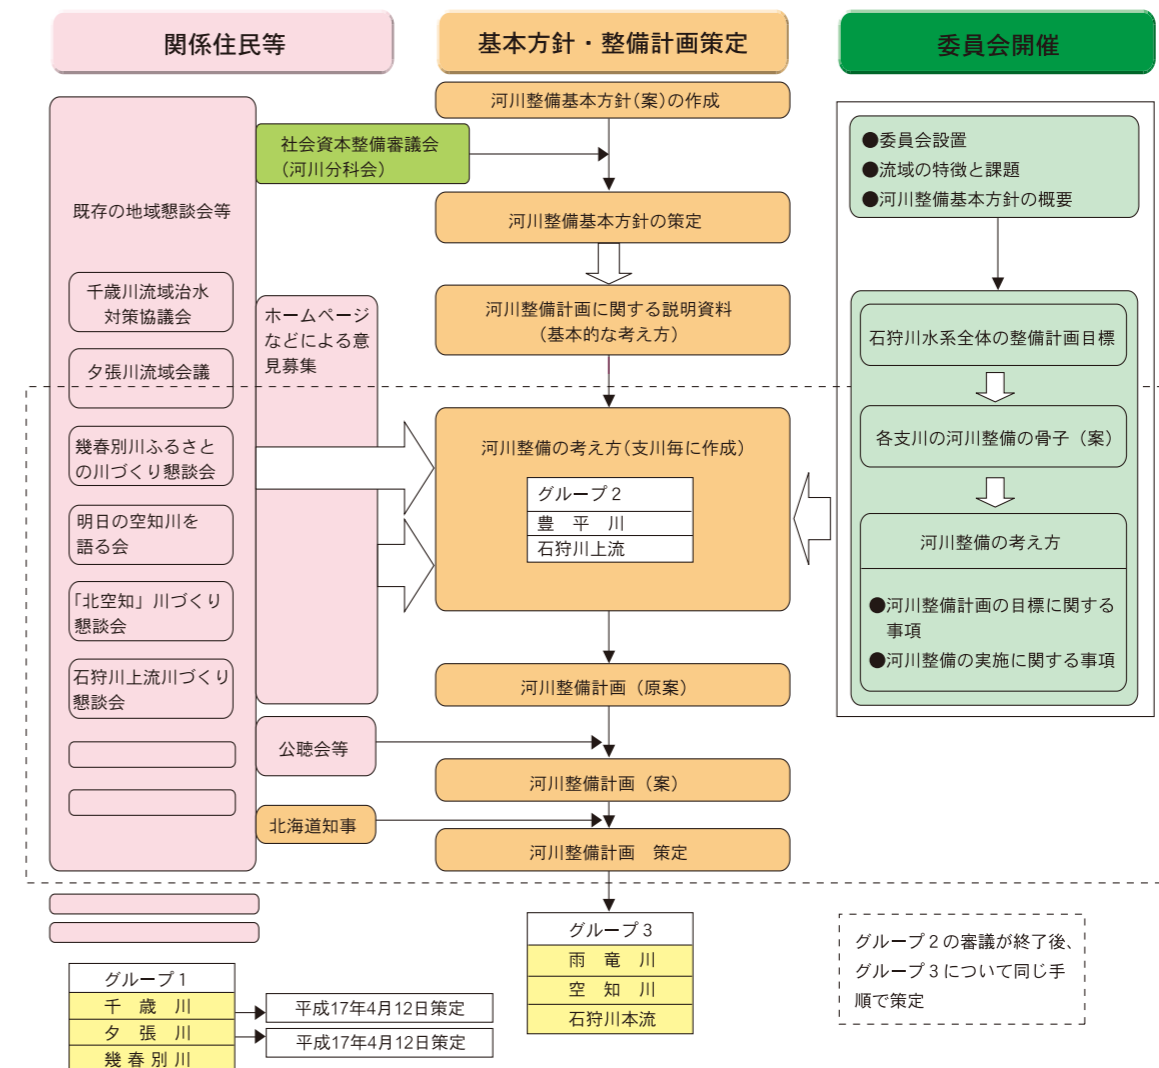 関係住民等
基本方針・整備計画策定
委員会開催
既存の地域懇談会等
千歳川流域治水
対策協議会
夕張川流域会議
幾春別川ふるさと
の川づくり懇談会
明日の空知川を
語る会
「北空知」川づくり
懇談会
石狩川上流川づくり
懇談会
社会資本整備審議会
（河川分科会）
ホームページ
などによる意
見募集
公聴会等
北海道知事
河川整備基本方針(案)の作成
河川整備基本方針の策定
河川整備計画に関する説明資料
(基本的な考え方)
河川整備の考え方(支川毎に作成)
グループ２
豊　平　川
石狩川上流
河川整備計画（原案）
河川整備計画（案）
河川整備計画　策定
●委員会設置
●流域の特徴と課題
●河川整備基本方針の概要
石狩川水系全体の整備計画目標
各支川の河川整備の骨子（案）
河川整備の考え方
●河川整備計画の目標に関する
事項
●河川整備の実施に関する事項
グループ１
千　歳　川
夕　張　川
幾春別川
平成17年4月12日策定
平成17年4月12日策定
グループ３
雨　竜　川
空　知　川
石狩川本流
グループ２の審議が終了後、
グループ３について同じ手
順で策定